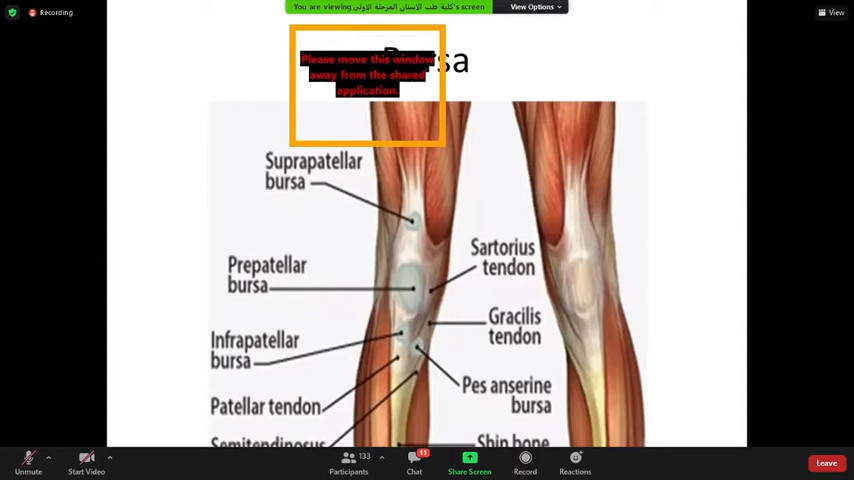 Recording
You are viewing كلية طب الاسنان المرحلة الاولى's screen
View Options
View
Bursa
Please move this window
away from the shared
application.
Suprapatellar
bursa
Prepatellar
bursa
Sartorius
tendon
Gracilis
tendon
Infrapatellar
bursa
Pes anserine
bursa
Patellar tendon
Semitendinosus
Shin bone
Unmute
Start Video
133
Participants
11
Chat
Share Screen
Record
Reactions
Leave